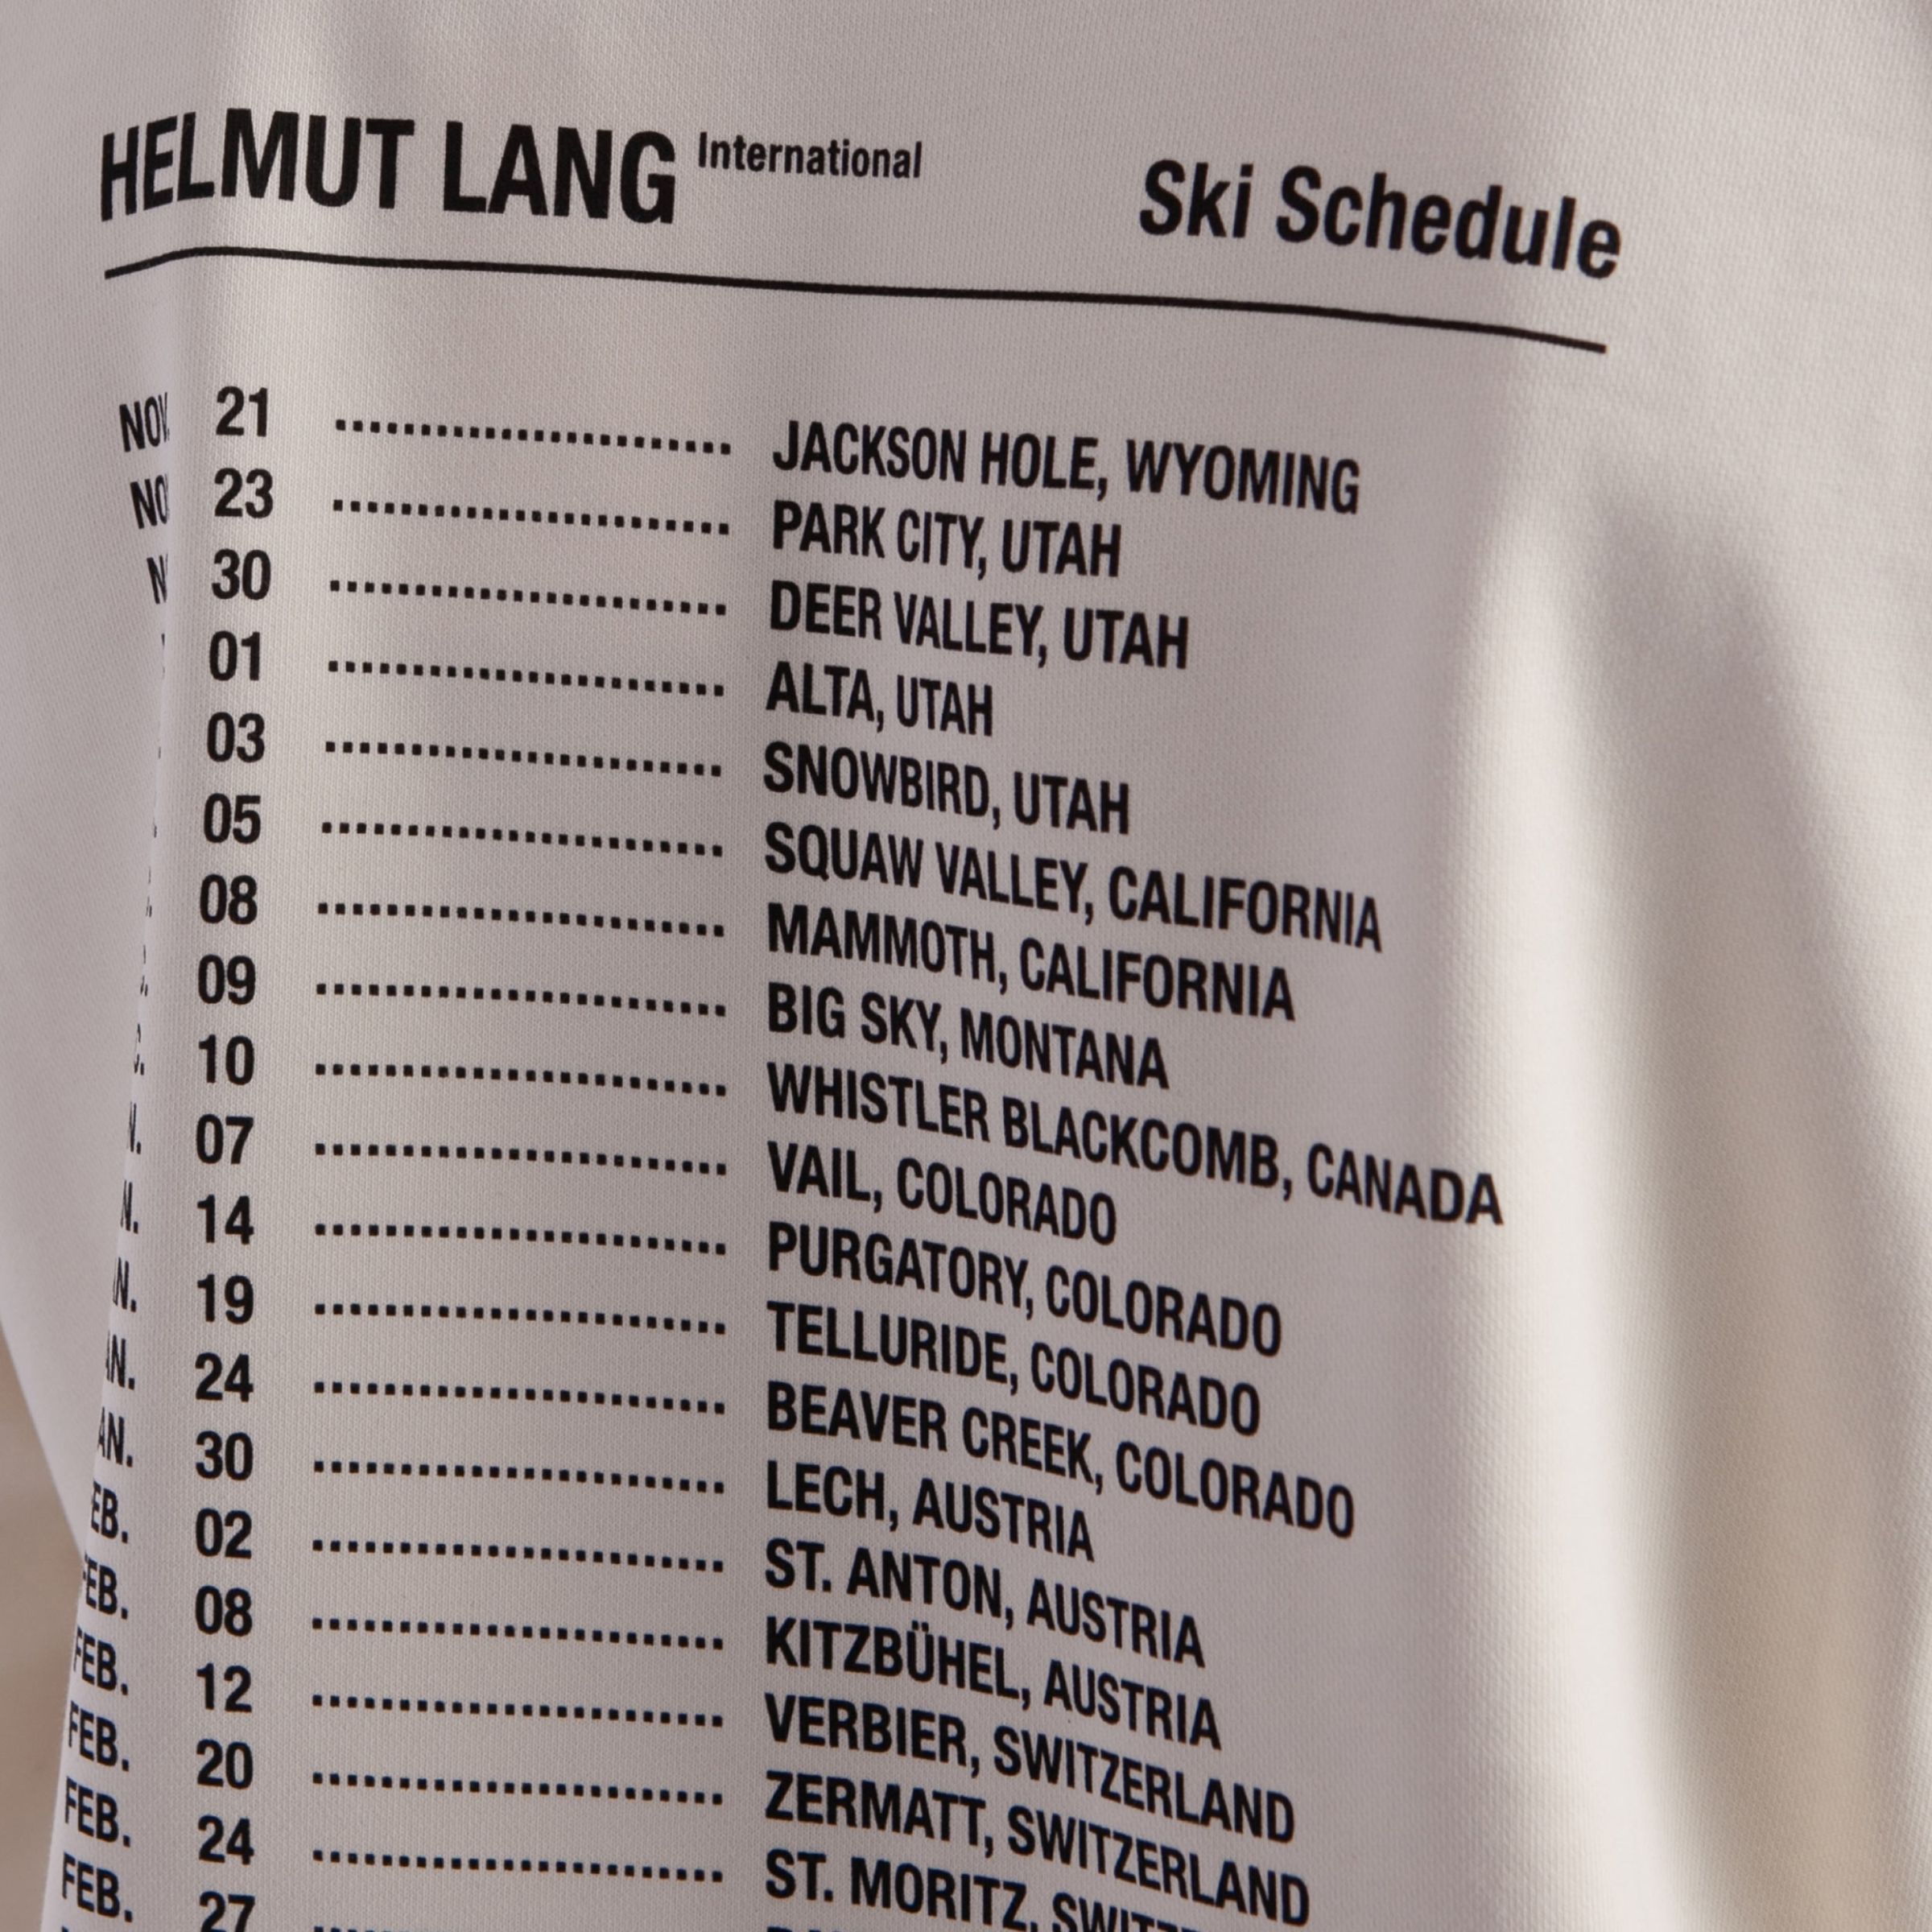 HELMUT LANG International Ski Schedule
NOV. 21 ........................ JACKSON HOLE, WYOMING
23 ........................ PARK CITY, UTAH
30 ........................ DEER VALLEY, UTAH
01 ........................ ALTA, UTAH
03 ........................ SNOWBIRD, UTAH
05 ........................ SQUAW VALLEY, CALIFORNIA
08 ........................ MAMMOTH, CALIFORNIA
09 ........................ BIG SKY, MONTANA
10 ........................ WHISTLER BLACKCOMB, CANADA
07 ........................ VAIL, COLORADO
14 ........................ PURGATORY, COLORADO
19 ........................ TELLURIDE, COLORADO
24 ........................ BEAVER CREEK, COLORADO
30 ........................ LECH, AUSTRIA
02 ........................ ST. ANTON, AUSTRIA
FEB. 08 ........................ KITZBÜHEL, AUSTRIA
FEB. 12 ........................ VERBIER, SWITZERLAND
FEB. 20 ........................ ZERMATT, SWITZERLAND
FEB. 24 ........................ ST. MORITZ,
FEB. 27